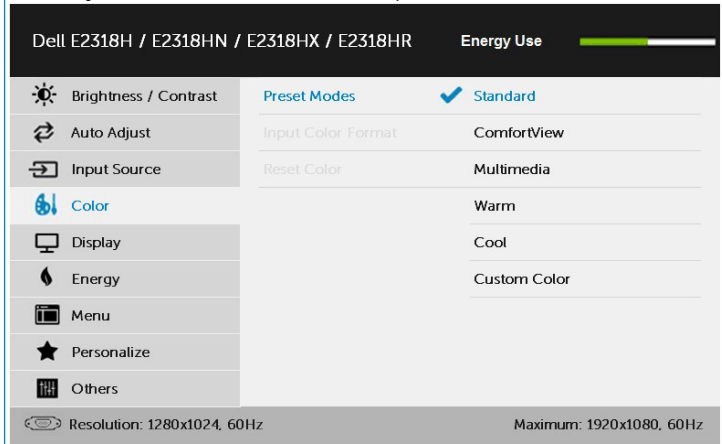 Dell E2318H / E2318HN / E2318HX / E2318HR Energy Use
Brightness / Contrast Preset Modes Standard
Auto Adjust Input Color Format ComfortView
Input Source Reset Color Multimedia
Color Warm
Display Cool
Energy Custom Color
Menu
Personalize
Others
Resolution: 1280x1024, 60Hz Maximum: 1920x1080, 60Hz